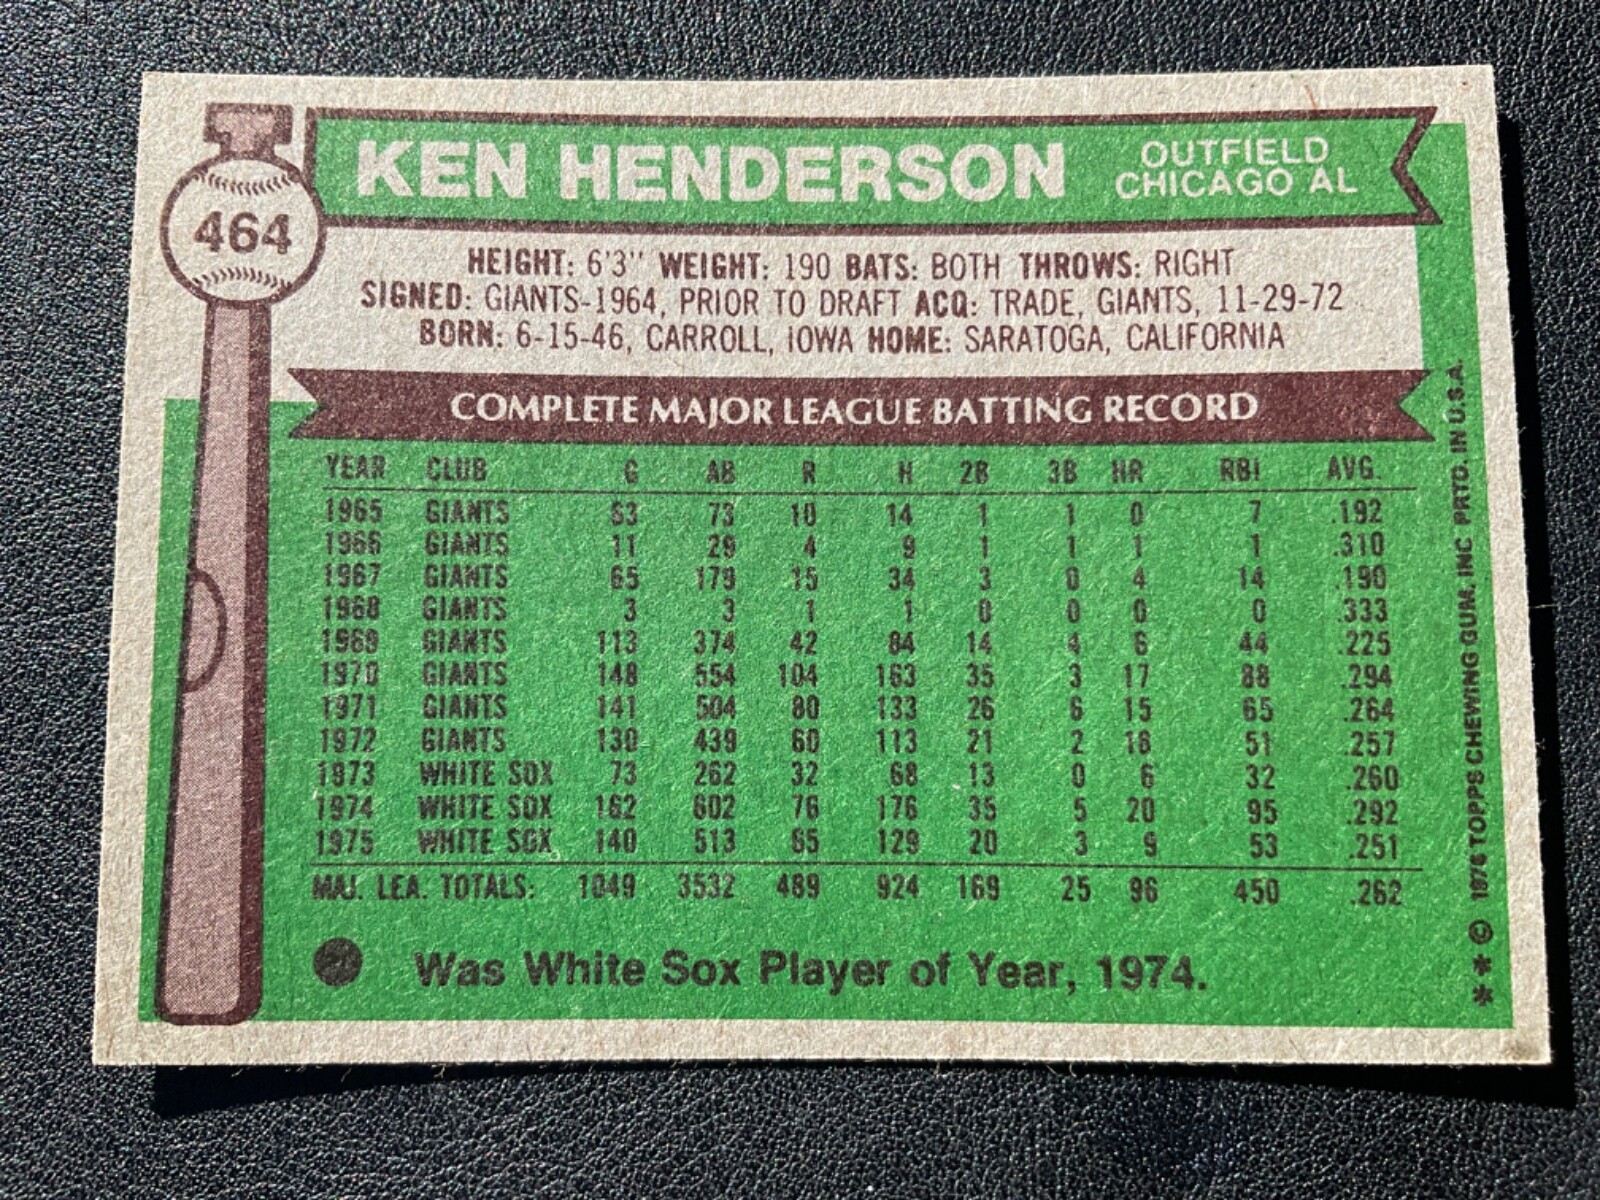 464
KEN HENDERSON
OUTFIELD
CHICAGO AL
HEIGHT: 6'3" WEIGHT: 190 BATS: BOTH THROWS: RIGHT
SIGNED: GIANTS-1964, PRIOR TO DRAFT ACQ: TRADE, GIANTS, 11-29-72
BORN: 6-15-46, CARROLL, IOWA HOME: SARATOGA, CALIFORNIA
COMPLETE MAJOR LEAGUE BATTING RECORD
YEAR CLUB G AB R H 2B 3B HR RBI AVG.
1965 GIANTS 63 73 10 14 1 1 0 7 .192
1966 GIANTS 11 29 4 9 1 1 1 1 .310
1967 GIANTS 65 179 15 34 3 0 4 14 .190
1968 GIANTS 3 3 1 1 0 0 0 0 .333
1969 GIANTS 113 374 42 84 14 4 6 44 .225
1970 GIANTS 148 554 104 163 35 3 17 88 .294
1971 GIANTS 141 504 80 133 26 6 15 65 .264
1972 GIANTS 130 439 60 113 21 2 18 51 .257
1973 WHITE SOX 73 262 32 68 13 0 6 32 .260
1974 WHITE SOX 162 602 76 176 35 5 20 95 .292
1975 WHITE SOX 140 513 65 129 20 3 9 53 .251
MAJ. LEA. TOTALS: 1049 3532 489 924 169 25 96 450 .262
Was White Sox Player of Year, 1974.
** © 1976 TOPPS CHEWING GUM, INC PRTD. IN U.S.A.